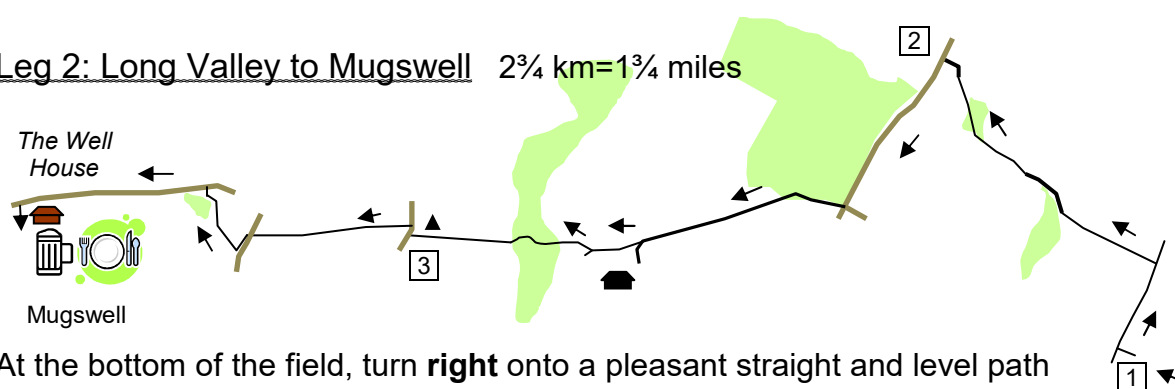 Leg 2: Long Valley to Mugswell 2¾ km=1¾ miles
2
The Well
House
3
Mugswell
At the bottom of the field, turn right onto a pleasant straight and level path
1